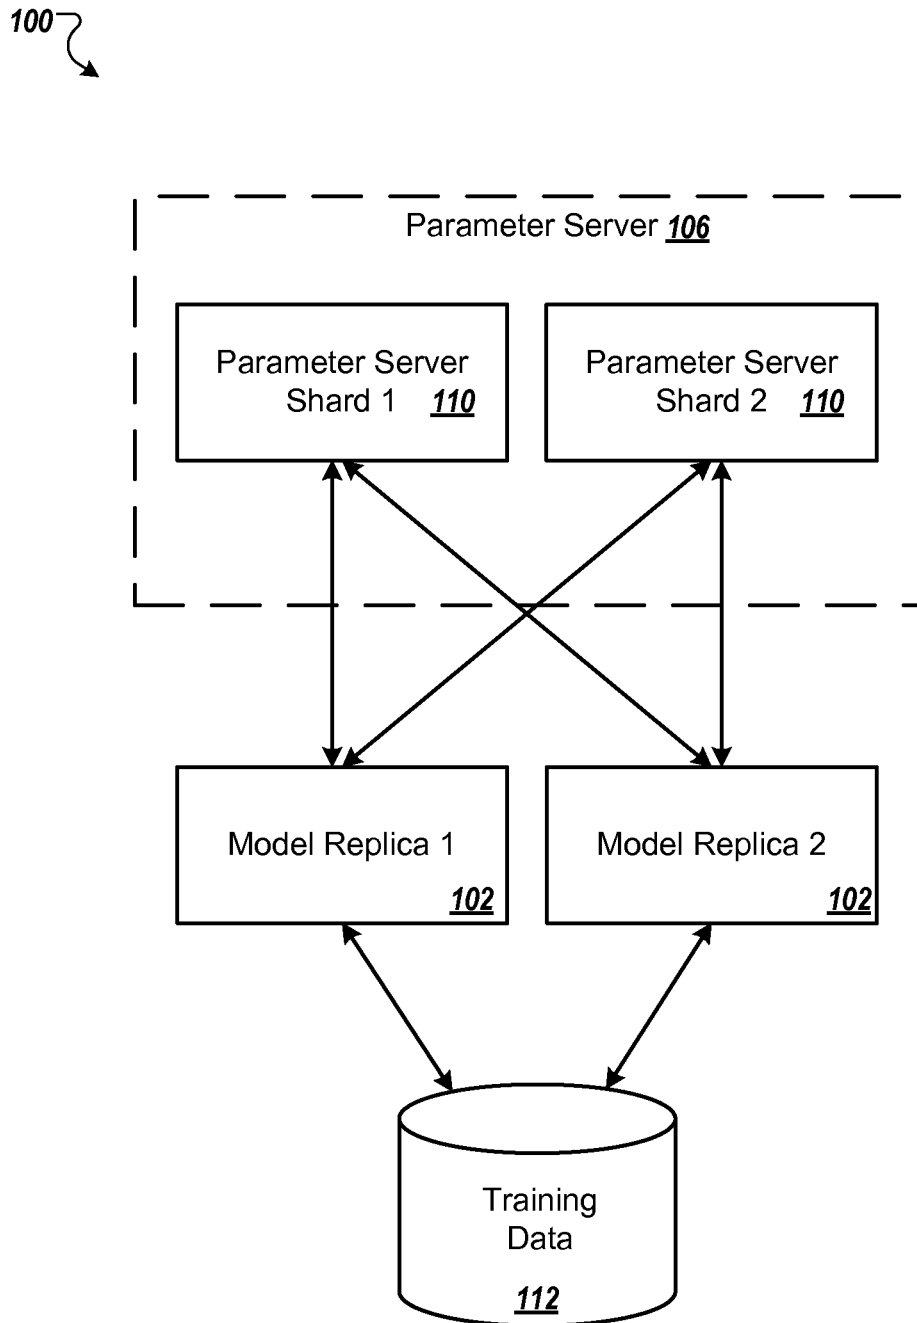 100
Parameter Server 106
Parameter Server
Shard 1 110
Parameter Server
Shard 2 110
Model Replica 1
102
Model Replica 2
102
Training
Data
112